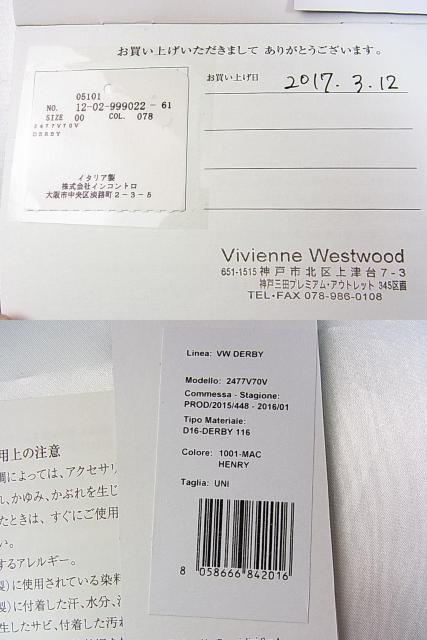 お買い上げいただきまして ありがとうございます。
お買い上げ日 2017. 3. 12
05101
NO. 12-02-999022 - 61
SIZE 00 COL. 078
2477V70V
DERBY
イタリア製
株式会社インコントロ
大阪市中央区淡路町2-3-5
Vivienne Westwood
651-1515 神戸市北区上津台7-3
神戸三田プレミアム・アウトレット 345区画
TEL・FAX 078-986-0108
Linea: VW DERBY
Modello: 2477V70V
Commessa - Stagione:
PROD/2015/448 - 2016/01
Tipo Materiale:
D16-DERBY 116
Colore: 1001-MAC
HENRY
Taglia: UNI
8 058666 842016
用上の注意
調によっては、アクセサリ
れ、かゆみ、かぶれを生じ
たときは、すぐにご使用
い。
するアレルギー。
製)に使用されている染料
製)に付着した汗、水分、
生したサビ、付着した汚れ